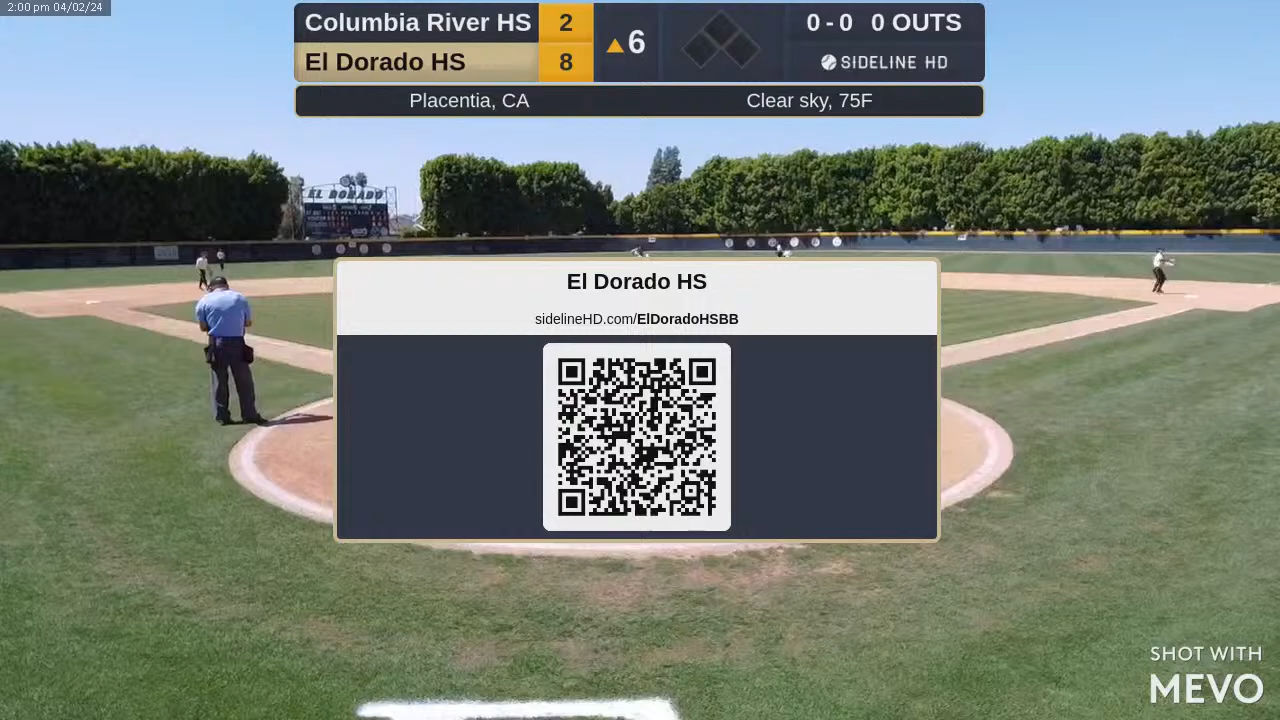 2:00 pm 04/02/24
Columbia River HS 2
El Dorado HS 8
▲6
0 - 0 0 OUTS
SIDELINE HD
Placentia, CA
Clear sky, 75F
EL DORADO
El Dorado HS
sidelineHD.com/ElDoradoHSBB
SHOT WITH
MEVO